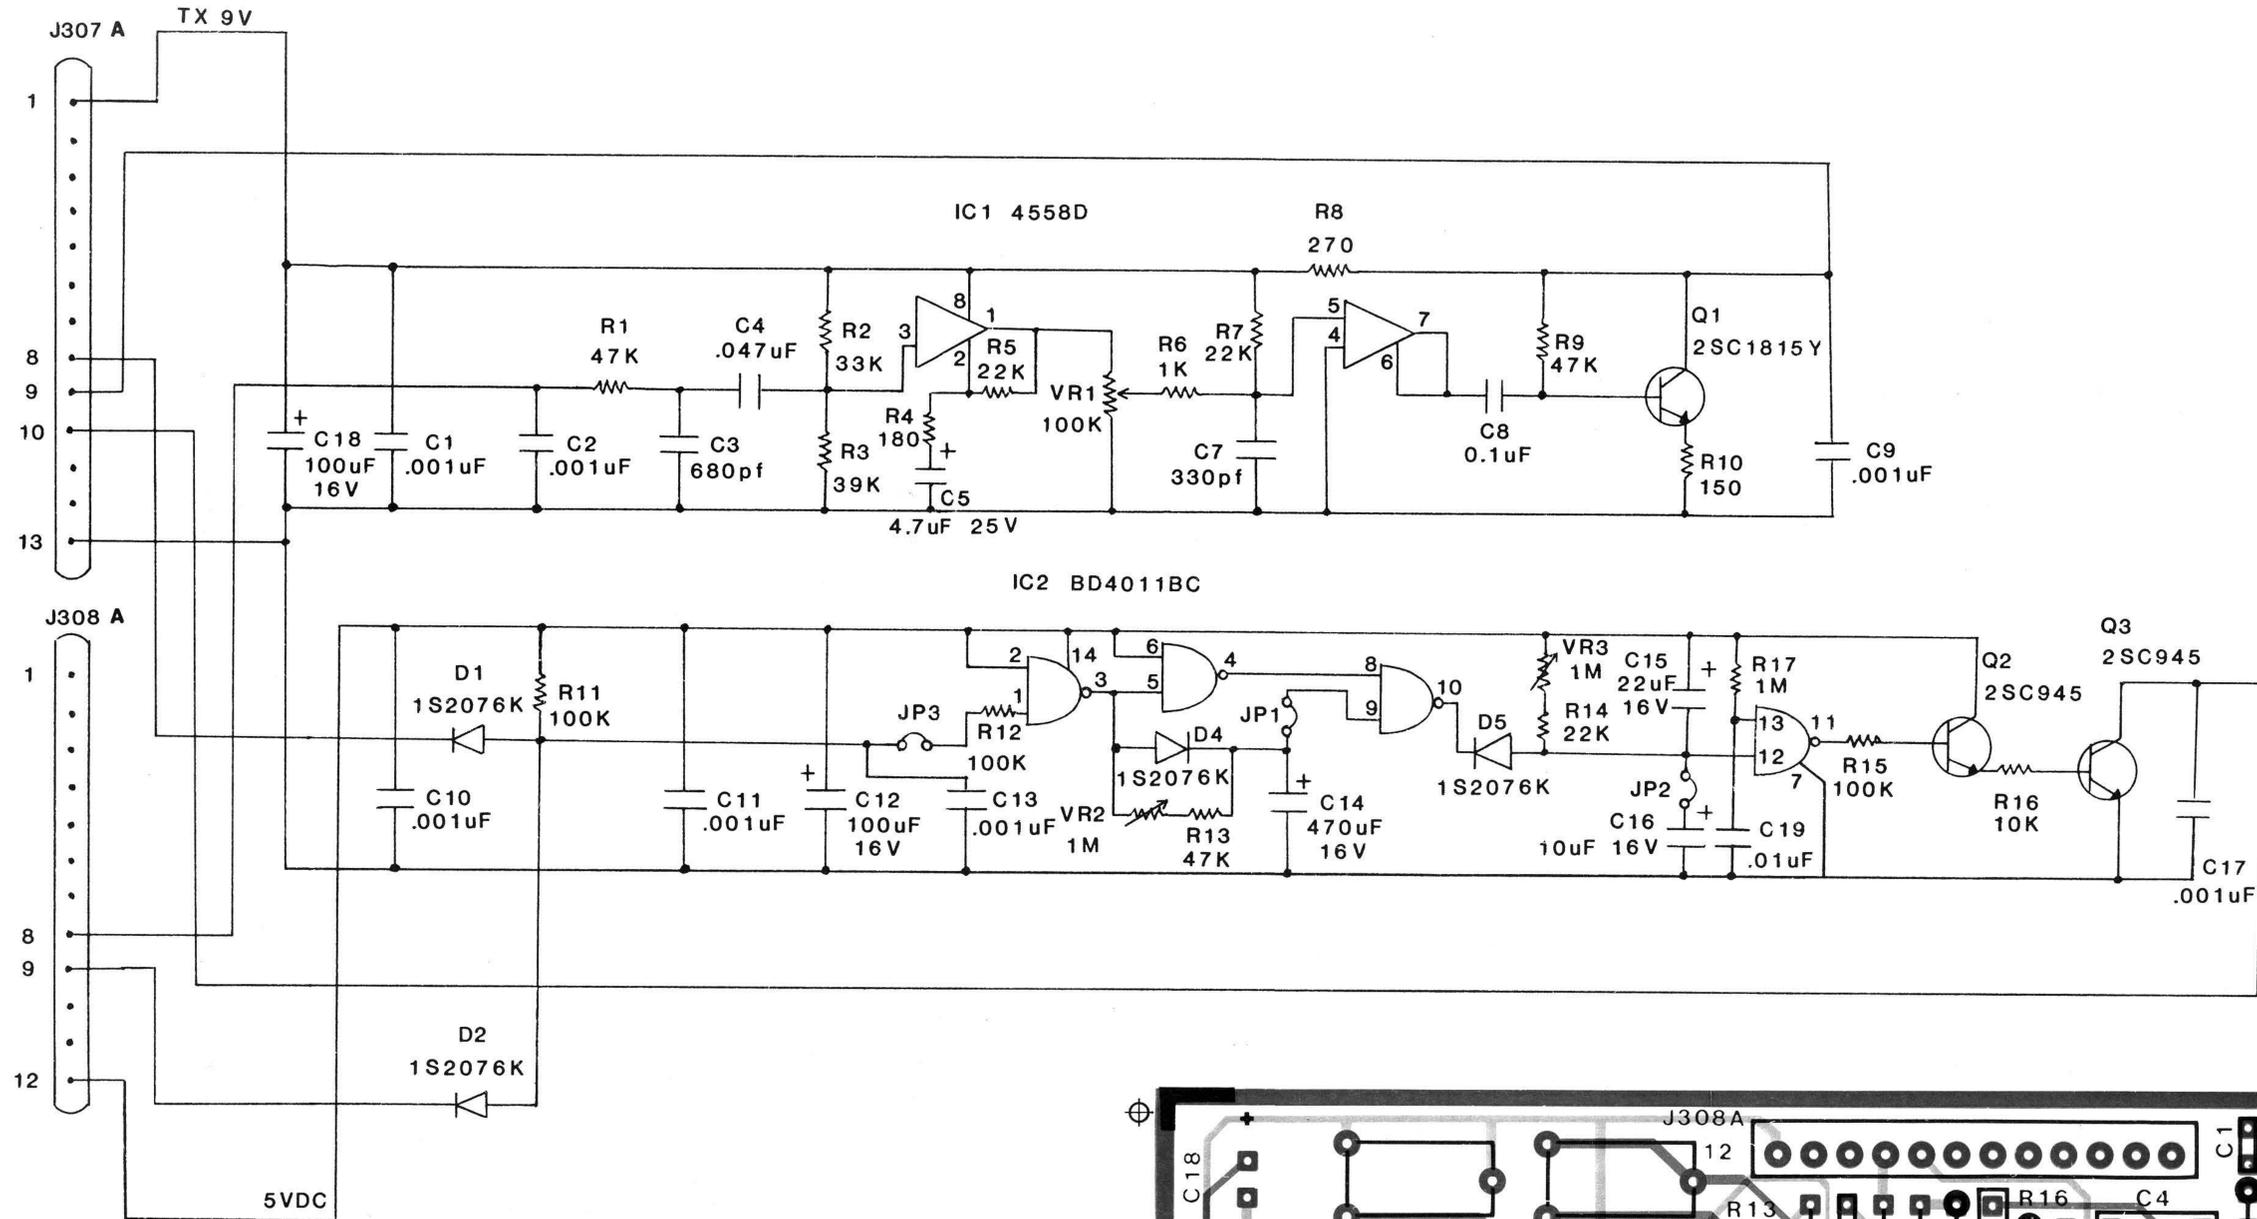 TX 9V
J307 A
1
8
9
10
13
IC1 4558D
R8
270
R1
47K
C4
.047uF
R2
33K
3
8
1
2
R5
22K
R4
180
VR1
100K
R6
1K
R7
22K
5
4
7
6
R9
47K
Q1
2SC1815Y
+
C18
100uF
16V
C1
.001uF
C2
.001uF
C3
680pf
R3
39K
+
C5
4.7uF 25V
C7
330pf
C8
0.1uF
R10
150
C9
.001uF
IC2 BD4011BC
J308 A
1
8
9
12
D1
1S2076K
R11
100K
JP3
R12
100K
2
1
14
3
6
5
4
JP1
D4
1S2076K
8
9
10
D5
1S2076K
VR3
1M
R14
22K
C15
22uF
16V
+
R17
1M
13
12
11
7
R15
100K
Q2
2SC945
Q3
2SC945
R16
10K
C10
.001uF
C11
.001uF
+
C12
100uF
16V
C13
.001uF
VR2
1M
R13
47K
+
C14
470uF
16V
JP2
+
C16
10uF 16V
C19
.01uF
C17
.001uF
D2
1S2076K
5VDC
+
C18
J308A
12
C1
R13
R16
C4